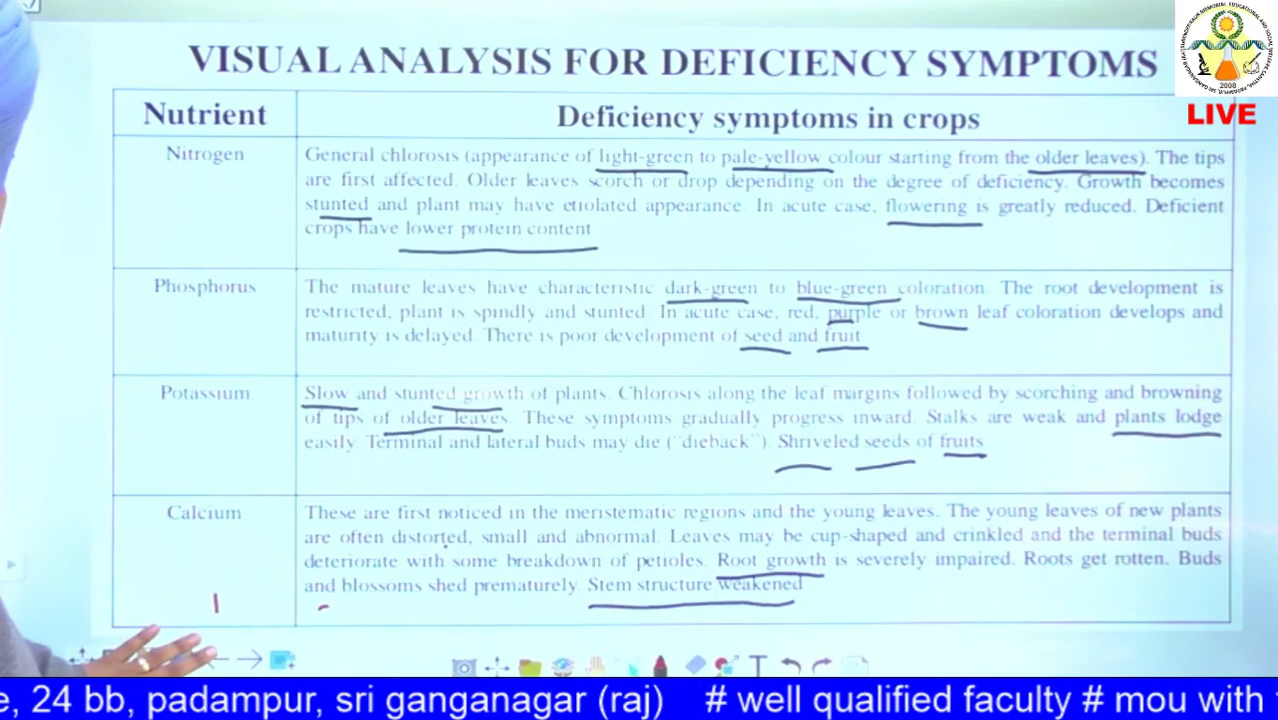 VISUAL ANALYSIS FOR DEFICIENCY SYMPTOMS
LIVE
2008
Nutrient
Deficiency symptoms in crops
Nitrogen
General chlorosis (appearance of light-green to pale-yellow colour starting from the older leaves). The tips
are first affected. Older leaves scorch or drop depending on the degree of deficiency. Growth becomes
stunted and plant may have etiolated appearance. In acute case, flowering is greatly reduced. Deficient
crops have lower protein content
Phosphorus
The mature leaves have characteristic dark-green to blue-green coloration. The root development is
restricted, plant is spindly and stunted. In acute case, red, purple or brown leaf coloration develops and
maturity is delayed. There is poor development of seed and fruit
Potassium
Slow and stunted growth of plants. Chlorosis along the leaf margins followed by scorching and browning
of tips of older leaves. These symptoms gradually progress inward. Stalks are weak and plants lodge
easily. Terminal and lateral buds may die ("dieback"). Shriveled seeds of fruits
Calcium
These are first noticed in the meristematic regions and the young leaves. The young leaves of new plants
are often distorted, small and abnormal. Leaves may be cup-shaped and crinkled and the terminal buds
deteriorate with some breakdown of petioles. Root growth is severely impaired. Roots get rotten. Buds
and blossoms shed prematurely. Stem structure weakened
e, 24 bb, padampur, sri ganganagar (raj) # well qualified faculty # mou with